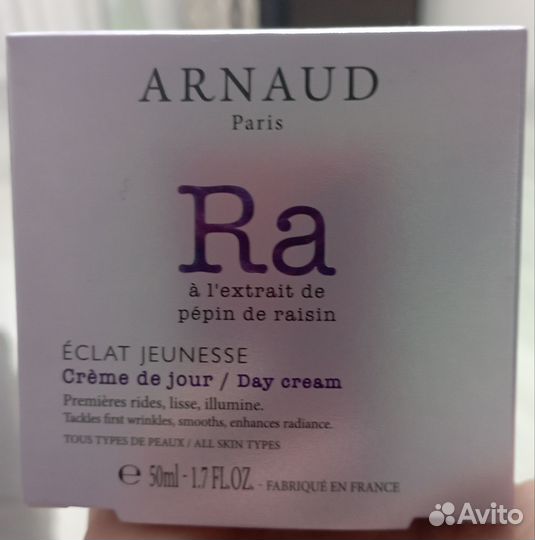 ARNAUD
Paris
Ra
à l'extrait de
pépin de raisin
ÉCLAT JEUNESSE
Crème de jour / Day cream
Premières rides, lisse, illumine.
Tackles first wrinkles, smooths, enhances radiance.
TOUS TYPES DE PEAUX / ALL SKIN TYPES
℮ 50ml - 1.7 FL.OZ. - FABRIQUÉ EN FRANCE
Avito